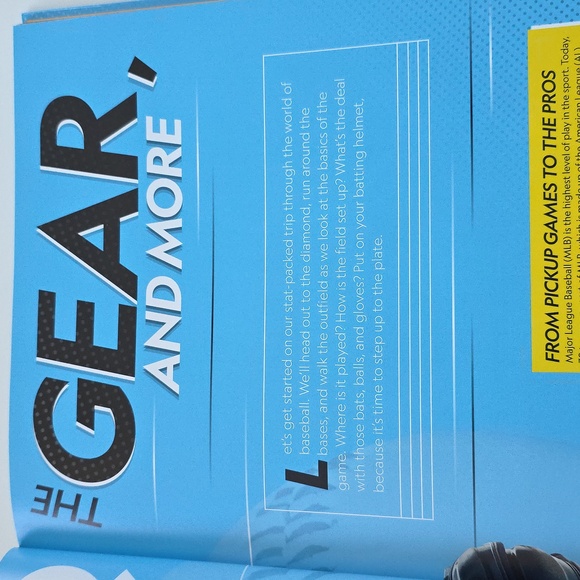 THE
GEAR,
AND MORE
Let's get started on our stat-packed trip through the world of
baseball. We'll head out to the diamond, run around the
bases, and walk the outfield as we look at the basics of the
game. Where is it played? How is the field set up? What's the deal
with those bats, balls, and gloves? Put on your batting helmet,
because it's time to step up to the plate.
FROM PICKUP GAMES TO THE PROS
Major League Baseball (MLB) is the highest level of play in the sport. Today,